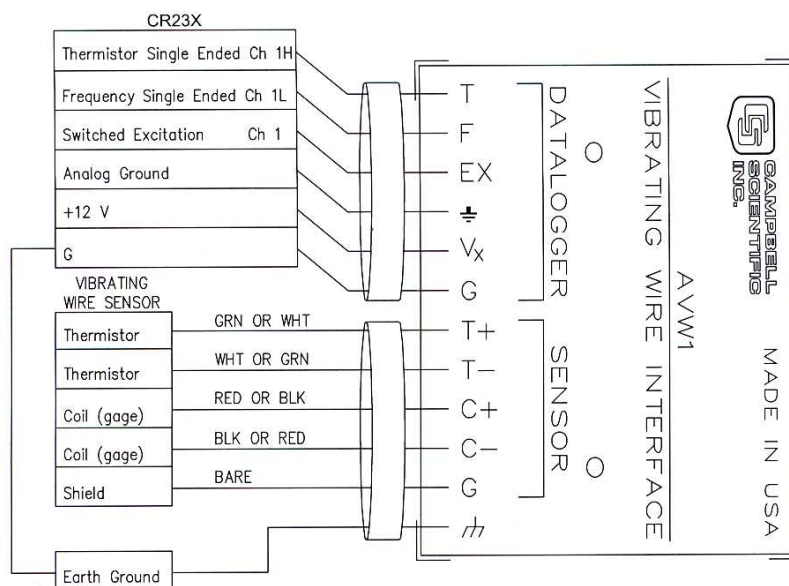 CR23X
Thermistor Single Ended Ch 1H
Frequency Single Ended Ch 1L
Switched Excitation Ch 1
Analog Ground
+12 V
G
VIBRATING
WIRE SENSOR
Thermistor
Thermistor
Coil (gage)
Coil (gage)
Shield
Earth Ground
GRN OR WHT
WHT OR GRN
RED OR BLK
BLK OR RED
BARE
T
F
EX
Vx
G
T+
T-
C+
C-
G
DATALOGGER
SENSOR
VIBRATING WIRE INTERFACE
AVW1
CAMPBELL
SCIENTIFIC
INC.
MADE IN USA